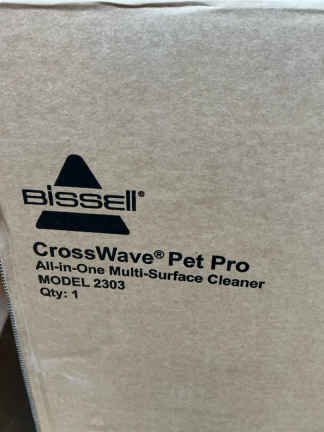 BISSELL®
CrossWave® Pet Pro
All-in-One Multi-Surface Cleaner
MODEL 2303
Qty: 1